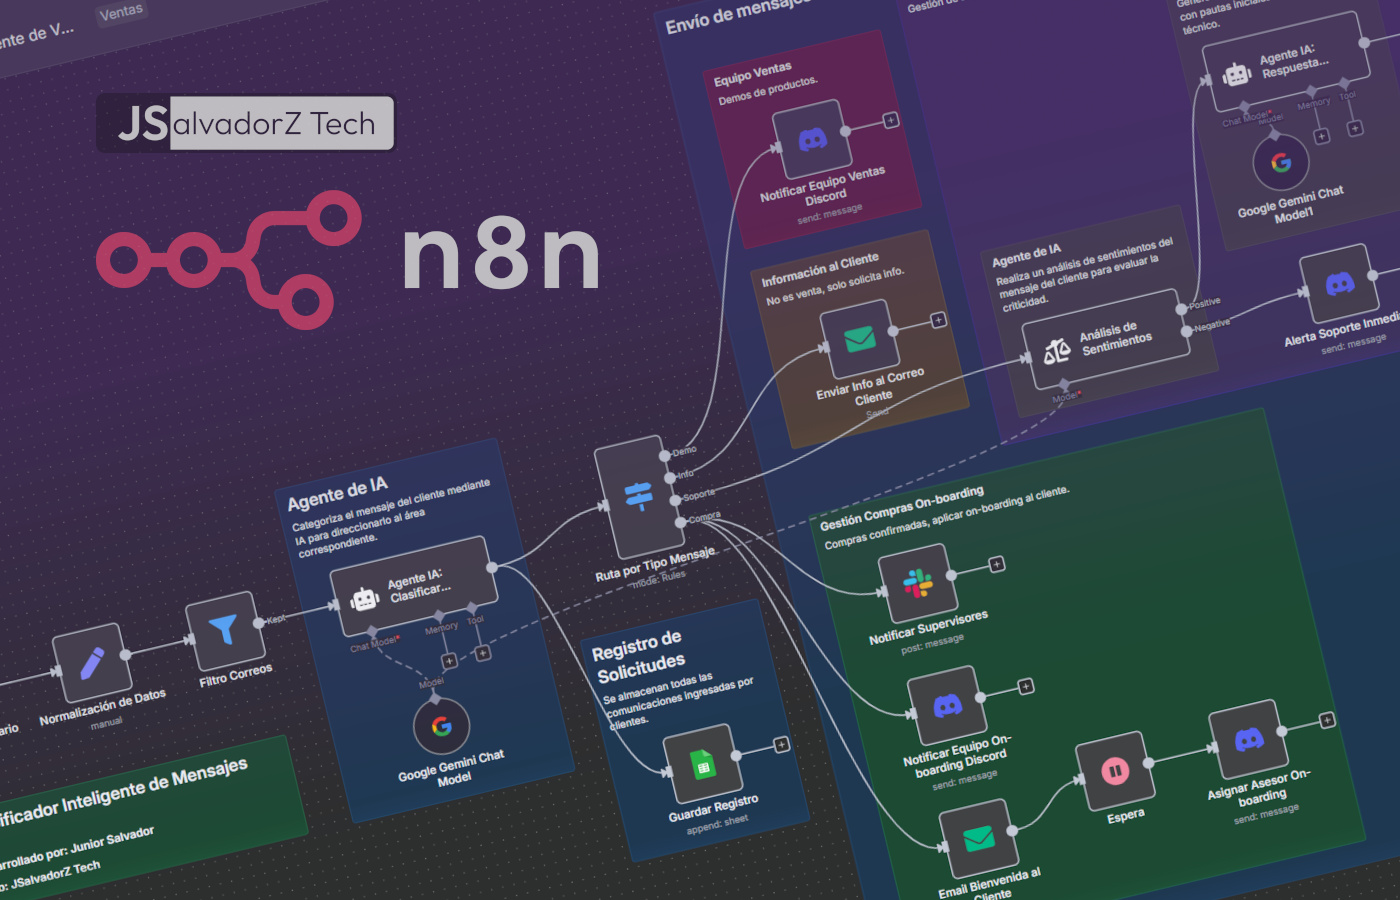 Ventas
JSalvadorZ Tech
n8n
Envío de mensajes
Equipo Ventas
Demos de productos.
Notificar Equipo Ventas
Discord
send: message
Información al Cliente
No es venta, solo solicita info.
Enviar Info al Correo
Cliente
Send
con pautas
técnico.
Agente IA:
Respuesta...
Chat Model*
Memory
Tool
Model
Google Gemini Chat
Model1
Agente de IA
Realiza un análisis de sentimientos del
mensaje del cliente para evaluar la
criticidad.
Análisis de
Sentimientos
Positive
Negative
Model*
Alerta Soporte
send: message
Agente de IA
Categoriza el mensaje del cliente mediante
IA para direccionarlo al área
correspondiente.
Agente IA:
Clasificar...
Chat Model*
Memory
Tool
Model
Google Gemini Chat
Model
Demo
Info
Soporte
Compra
Ruta por Tipo Mensaje
mode: Rules
Normalización de Datos
manual
Filtro Correos
Kept
Registro de
Solicitudes
Se almacenan todas las
comunicaciones ingresadas por
clientes.
Guardar Registro
append: sheet
Gestión Compras On-boarding
Compras confirmadas, aplicar on-boarding al cliente.
Notificar Supervisores
post: message
Notificar Equipo On-
boarding Discord
send: message
Email Bienvenida al
Cliente
Espera
Asignar Asesor On-
boarding
send: message
ificador Inteligente de Mensajes
arrollado por: Junior Salvador
o: JSalvadorZ Tech